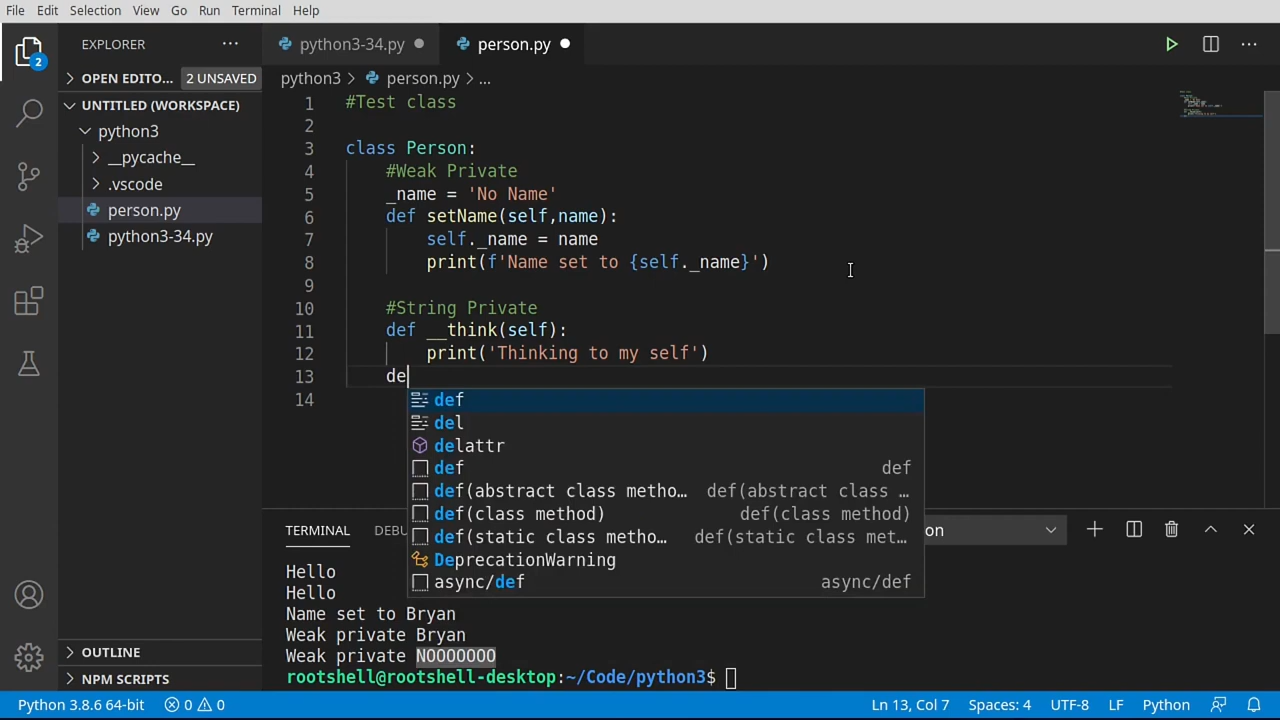 File Edit Selection View Go Run Terminal Help
EXPLORER ...
python3-34.py
person.py
2
OPEN EDITO... 2 UNSAVED
UNTITLED (WORKSPACE)
python3
__pycache__
.vscode
person.py
python3-34.py
OUTLINE
NPM SCRIPTS
python3 > person.py > ...
1 #Test class
2
3 class Person:
4 #Weak Private
5 _name = 'No Name'
6 def setName(self,name):
7 self._name = name
8 print(f'Name set to {self._name}')
9
10 #String Private
11 def __think(self):
12 print('Thinking to my self')
13 de
14
def
del
delattr
def def
def(abstract class metho... def(abstract class ...
def(class method) def(class method)
def(static class metho... def(static class met...
DeprecationWarning
async/def async/def
TERMINAL DEBU on
Hello
Hello
Name set to Bryan
Weak private Bryan
Weak private NOOOOOOO
rootshell@rootshell-desktop:~/Code/python3$
Python 3.8.6 64-bit 0 0 Ln 13, Col 7 Spaces: 4 UTF-8 LF Python